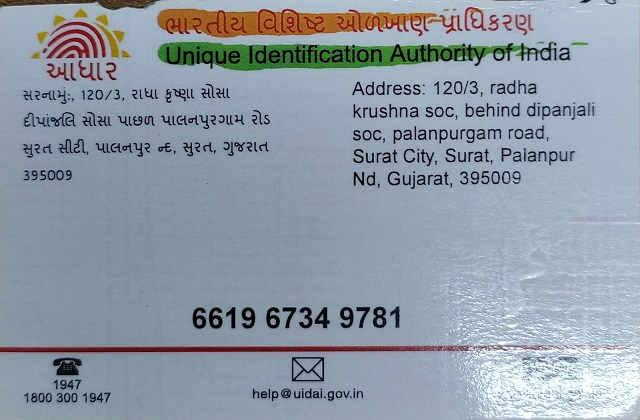 ભારતીય વિશિષ્ટ ઓળખાણ-પ્રાધિકરણ
Unique Identification Authority of India
આધાર
સરનામું:, 120/3, રાધા કૃષ્ણા સોસા
દીપાંજલિ સોસા પાછળ પાલનપુરગામ રોડ
સુરત સીટી, પાલનપુર ન્દ, સુરત, ગુજરાત
395009
Address: 120/3, radha
krushna soc, behind dipanjali
soc, palanpurgam road,
Surat City, Surat, Palanpur
Nd, Gujarat, 395009
6619 6734 9781
1947
1800 300 1947
help@uidai.gov.in